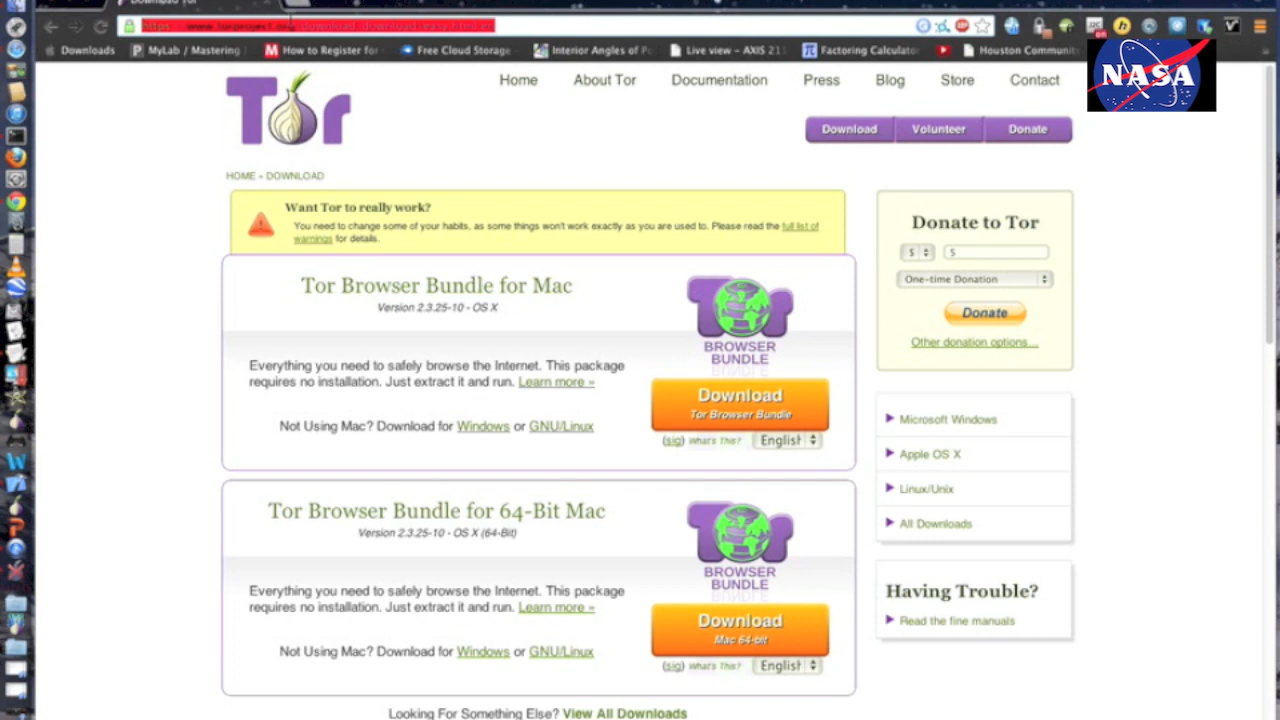 Download Tor
Downloads
MyLab / Mastering
How to Register for
Free Cloud Storage
Interior Angles of Po
Live view – AXIS 211
Factoring Calculator
Houston Community
NASA
Tor
Home
About Tor
Documentation
Press
Blog
Store
Contact
Download
Volunteer
Donate
HOME » DOWNLOAD
Want Tor to really work?
You need to change some of your habits, as some things won't work exactly as you are used to. Please read the full list of
warnings for details.
Tor Browser Bundle for Mac
Version 2.3.25-10 - OS X
Everything you need to safely browse the Internet. This package
requires no installation. Just extract it and run. Learn more »
Not Using Mac? Download for Windows or GNU/Linux
Tor
BROWSER
BUNDLE
Download
Tor Browser Bundle
(sig) What's This? English
Tor Browser Bundle for 64-Bit Mac
Version 2.3.25-10 - OS X (64-Bit)
Everything you need to safely browse the Internet. This package
requires no installation. Just extract it and run. Learn more »
Not Using Mac? Download for Windows or GNU/Linux
Tor
BROWSER
BUNDLE
Download
Mac 64-bit
(sig) What's This? English
Looking For Something Else? View All Downloads
Donate to Tor
$ 5
One-time Donation
Donate
Other donation options...
Microsoft Windows
Apple OS X
Linux/Unix
All Downloads
Having Trouble?
Read the fine manuals